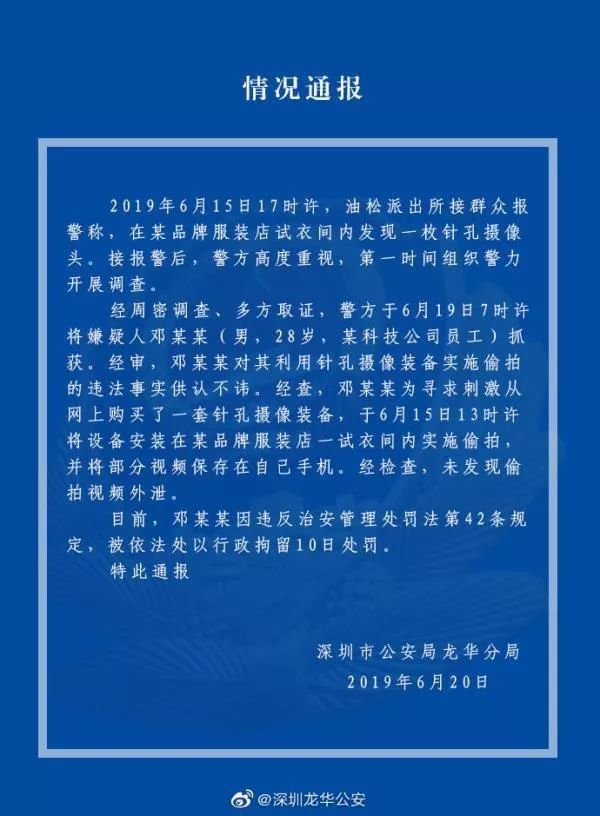 情况通报
2019年6月15日17时许，油松派出所接群众报
警称，在某品牌服装店试衣间内发现一枚针孔摄像
头。接报警后，警方高度重视，第一时间组织警力
开展调查。
经周密调查、多方取证，警方于6月19日7时许
将嫌疑人邓某某（男，28岁，某科技公司员工）抓
获。经审，邓某某对其利用针孔摄像装备实施偷拍
的违法事实供认不讳。经查，邓某某为寻求刺激从
网上购买了一套针孔摄像装备，于6月15日13时许
将设备安装在某品牌服装店一试衣间内实施偷拍，
并将部分视频保存在自己手机。经检查，未发现偷
拍视频外泄。
目前，邓某某因违反治安管理处罚法第42条规
定，被依法处以行政拘留10日处罚。
特此通报
深圳市公安局龙华分局
2019年6月20日
@深圳龙华公安